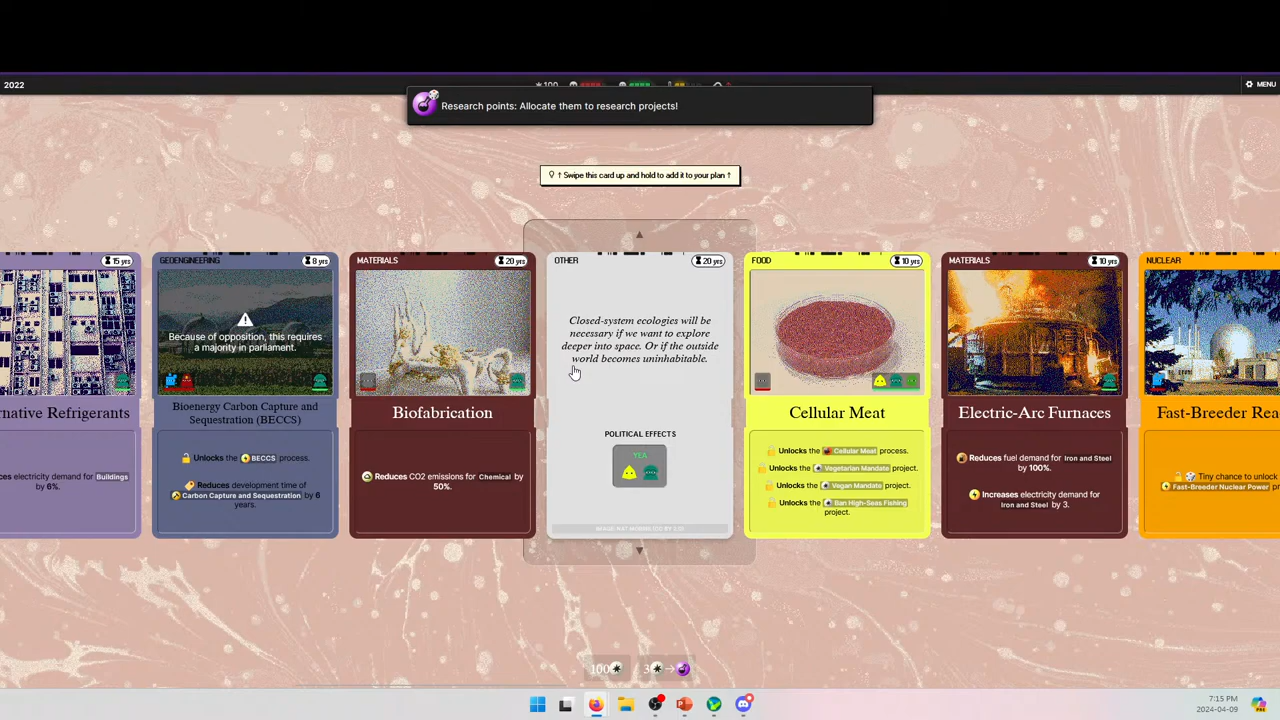 2022
100
MENU
Research points: Allocate them to research projects!
↑ Swipe this card up and hold to add it to your plan ↑
15 yrs
rnative Refrigerants
ces electricity demand for Buildings
by 6%.
GEOENGINEERING
8 yrs
Because of opposition, this requires
a majority in parliament.
Bioenergy Carbon Capture and
Sequestration (BECCS)
Unlocks the BECCS process.
Reduces development time of
Carbon Capture and Sequestration by 6
years.
MATERIALS
20 yrs
Biofabrication
Reduces CO2 emissions for Chemical by
50%.
OTHER
20 yrs
Closed-system ecologies will be
necessary if we want to explore
deeper into space. Or if the outside
world becomes uninhabitable.
POLITICAL EFFECTS
YEA
FOOD
10 yrs
Cellular Meat
Unlocks the Cellular Meat process.
Unlocks the Vegetarian Mandate project.
Unlocks the Vegan Mandate project.
Unlocks the Ban High-Seas Fishing
project.
MATERIALS
10 yrs
Electric-Arc Furnaces
Reduces fuel demand for Iron and Steel
by 100%.
Increases electricity demand for
Iron and Steel by 3.
NUCLEAR
Fast-Breeder Rea
Tiny chance to unlock
Fast-Breeder Nuclear Power pr
100
3 →
7:15 PM
2024-04-09